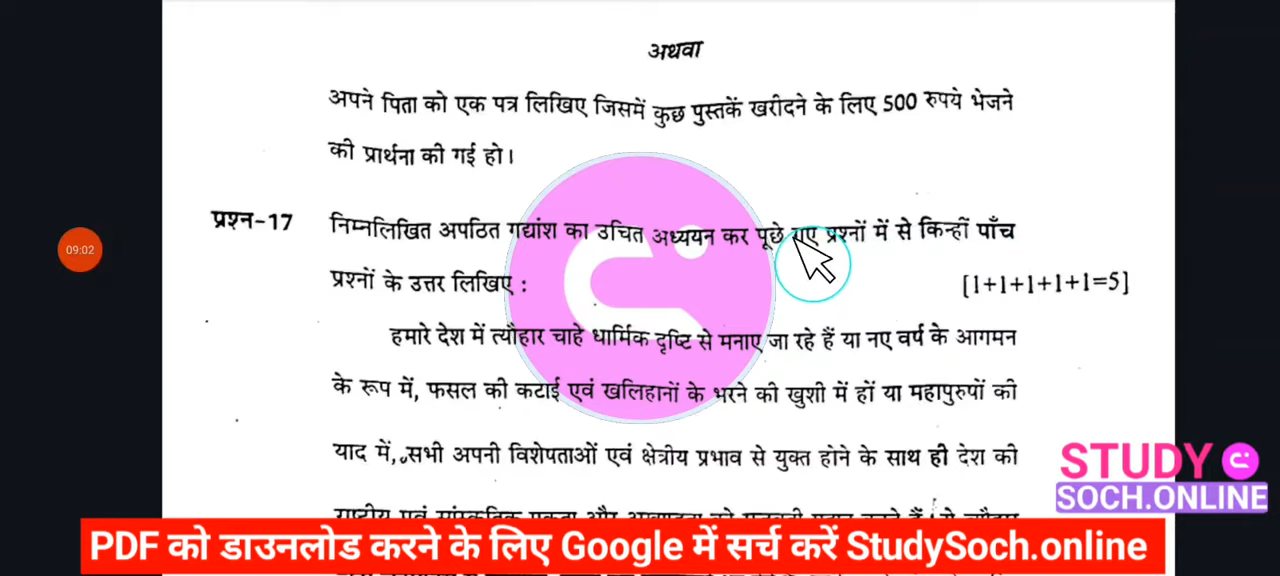 अथवा
अपने पिता को एक पत्र लिखिए जिसमें कुछ पुस्तकें खरीदने के लिए 500 रुपये भेजने
की प्रार्थना की गई हो।
प्रश्न-17 निम्नलिखित अपठित गद्यांश का उचित अध्ययन कर पूछे गए प्रश्नों में से किन्हीं पाँच
09:02
प्रश्नों के उत्तर लिखिए : [1+1+1+1+1=5]
हमारे देश में त्यौहार चाहे धार्मिक दृष्टि से मनाए जा रहे हैं या नए वर्ष के आगमन
के रूप में, फसल की कटाई एवं खलिहानों के भरने की खुशी में हों या महापुरुषों की
याद में, सभी अपनी विशेषताओं एवं क्षेत्रीय प्रभाव से युक्त होने के साथ ही देश की
STUDY
SOCH.ONLINE
PDF को डाउनलोड करने के लिए Google में सर्च करें StudySoch.online